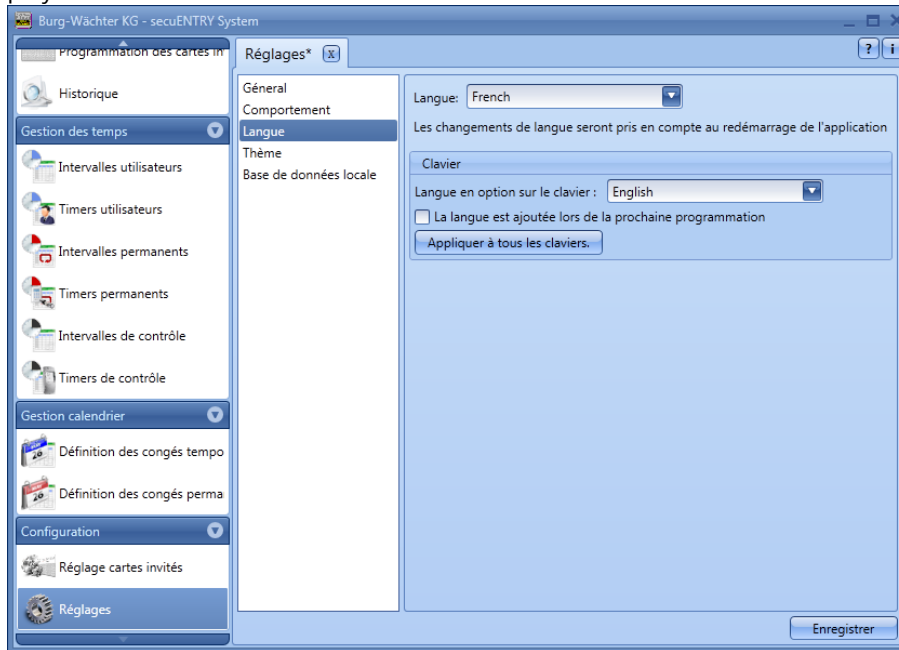 Burg-Wächter KG - secuENTRY System
Programmation des cartes in
Historique
Gestion des temps
Intervalles utilisateurs
Timers utilisateurs
Intervalles permanents
Timers permanents
Intervalles de contrôle
Timers de contrôle
Gestion calendrier
Définition des congés tempo
Définition des congés perma
Configuration
Réglage cartes invités
Réglages
Réglages* x
? i
Géneral
Comportement
Langue
Thème
Base de données locale
Langue: French
Les changements de langue seront pris en compte au redémarrage de l'application
Clavier
Langue en option sur le clavier : English
La langue est ajoutée lors de la prochaine programmation
Appliquer à tous les claviers.
Enregistrer